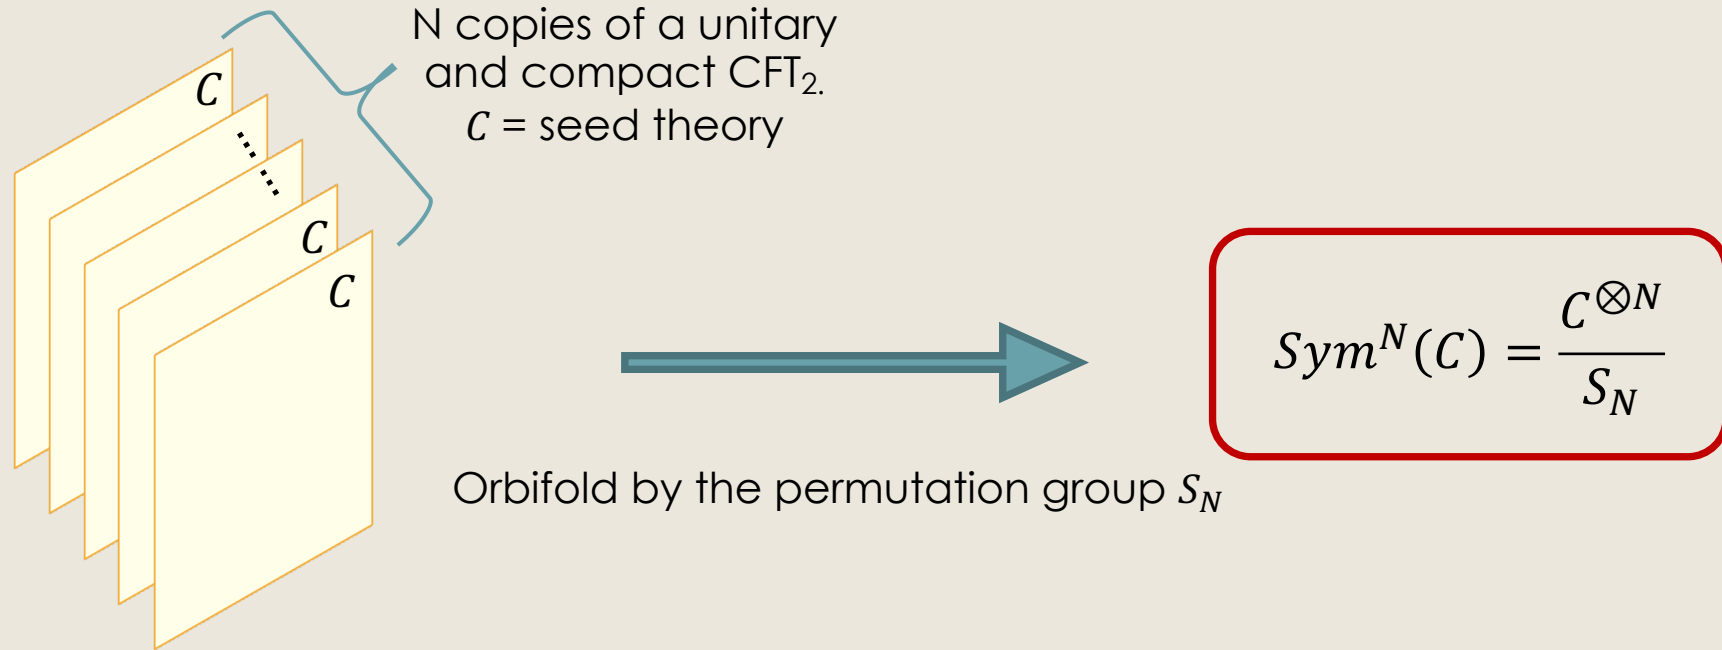 N copies of a unitary
and compact CFT₂.
C = seed theory
C
C
C
Sym^N(C) = C^{⊗N} / S_N
Orbifold by the permutation group S_N